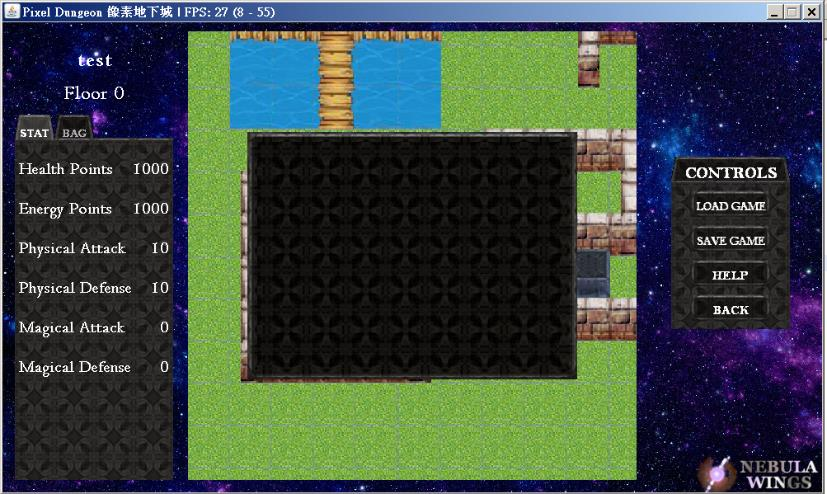 Pixel Dungeon 像素地下城 | FPS: 27 (8 - 55)
test
Floor 0
STAT BAG
Health Points 1000
Energy Points 1000
Physical Attack 10
Physical Defense 10
Magical Attack 0
Magical Defense 0
CONTROLS
LOAD GAME
SAVE GAME
HELP
BACK
NEBULA
WINGS